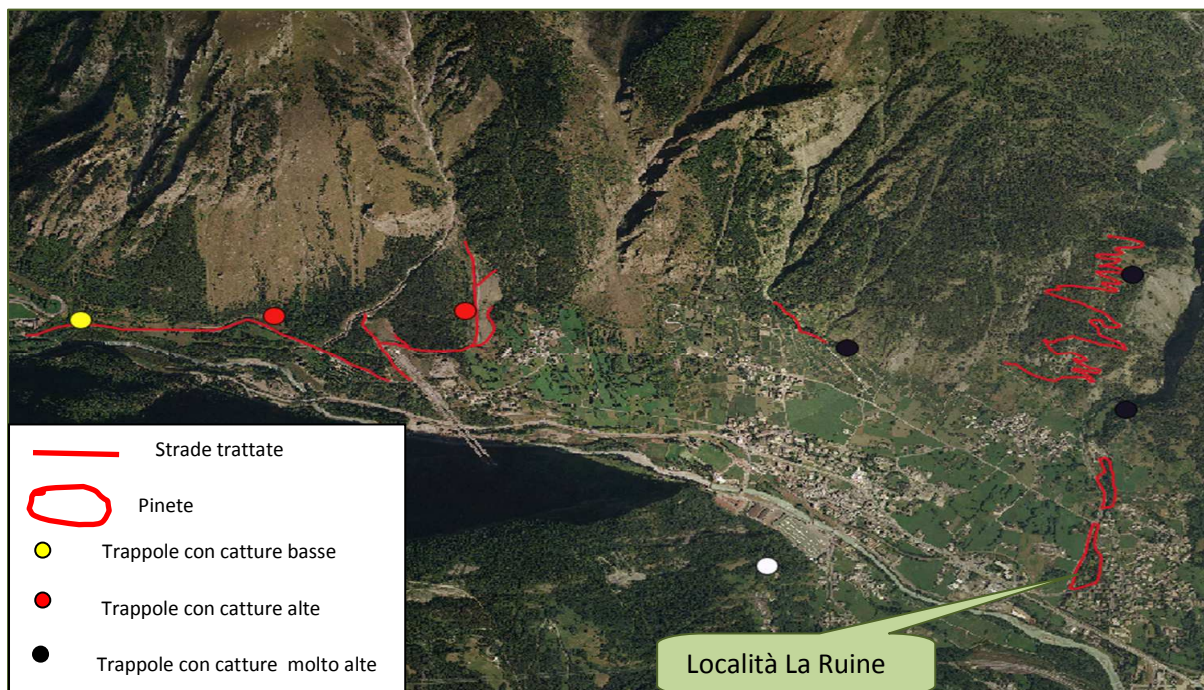 Strade trattate
Pinete
Trappole con catture basse
Trappole con catture alte
Trappole con catture molto alte
Località La Ruine